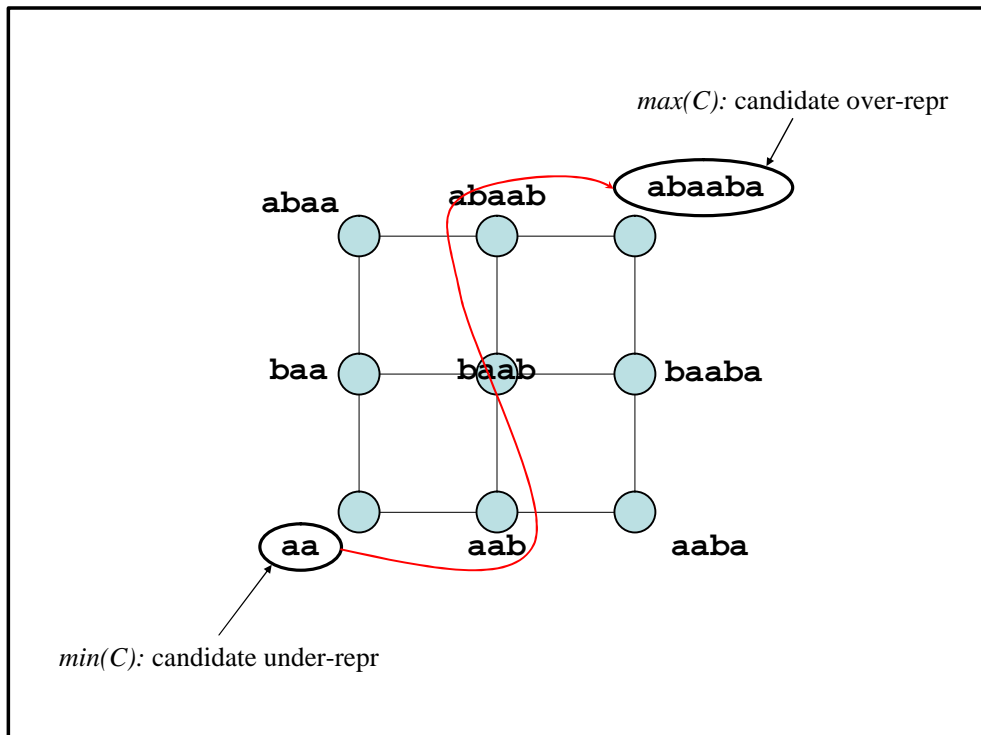 max(C): candidate over-repr
abaa
abaab
abaaba
baa
baab
baaba
aa
aab
aaba
min(C): candidate under-repr